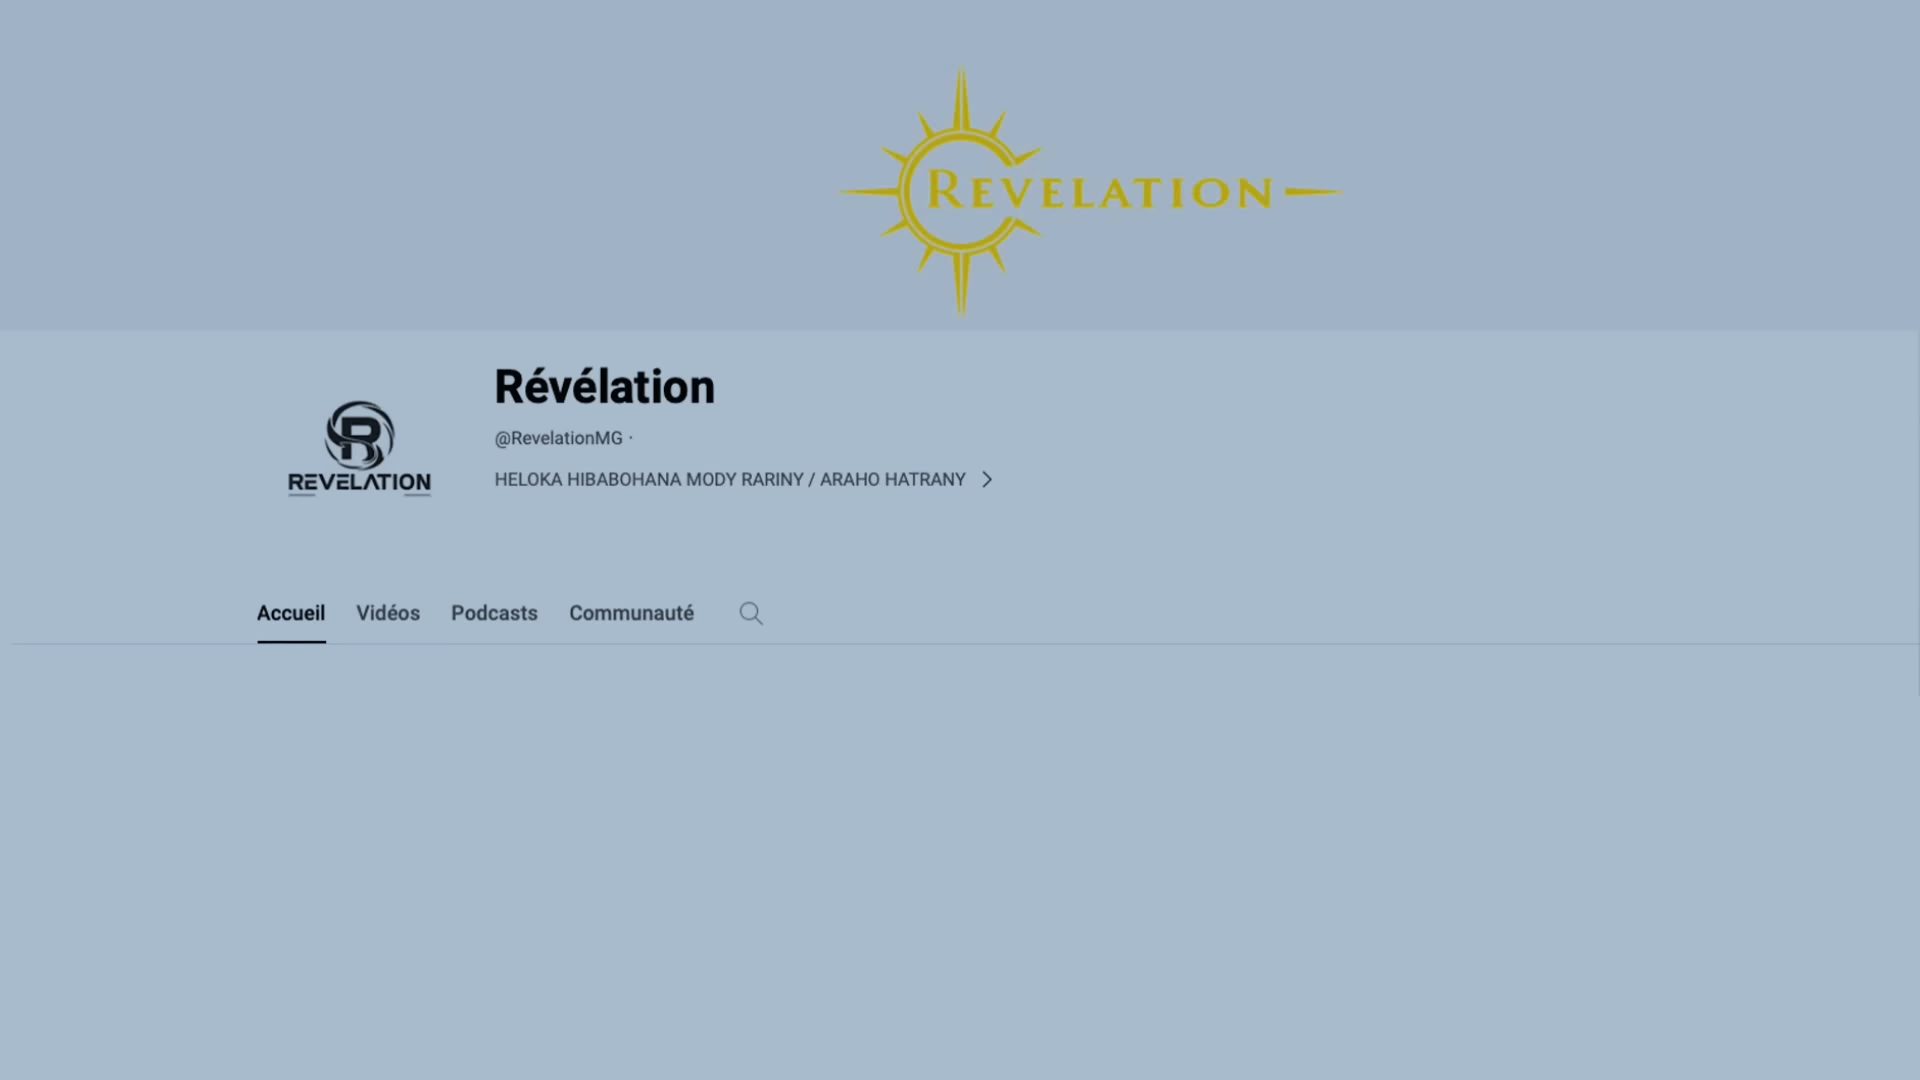 REVELATION
Révélation
@RevelationMG ·
REVELATION
HELOKA HIBABOHANA MODY RARINY / ARAHO HATRANY
Accueil Vidéos Podcasts Communauté